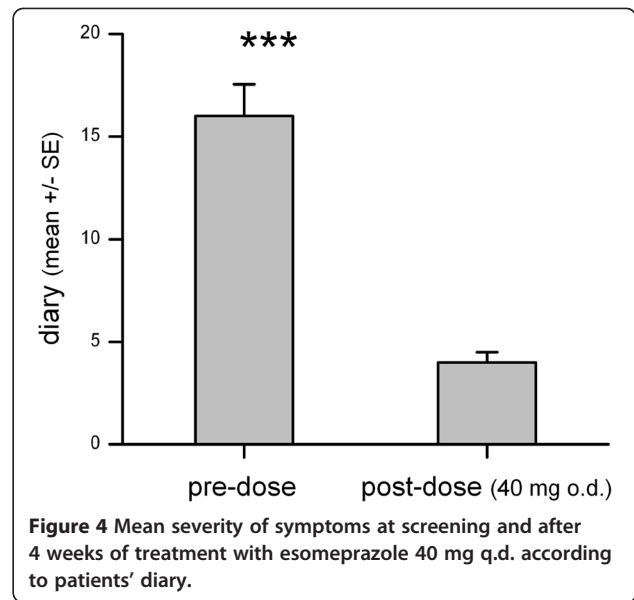 ***
20
15
10
5
0
diary (mean +/- SE)
pre-dose
post-dose (40 mg o.d.)
Figure 4 Mean severity of symptoms at screening and after
4 weeks of treatment with esomeprazole 40 mg q.d. according
to patients’ diary.